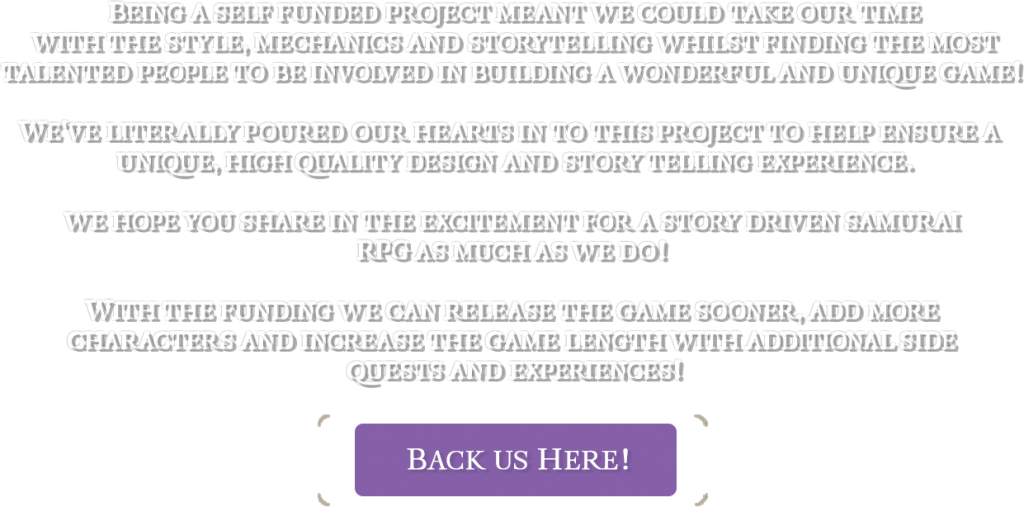 Being a self funded project meant we could take our time
with the style, mechanics and storytelling whilst finding the most
talented people to be involved in building a wonderful and unique game!
We've literally poured our hearts in to this project to help ensure a
unique, high quality design and story telling experience.
we hope you share in the excitement for a story driven Samurai
RPG as much as we do!
With the funding we can release the game sooner, add more
characters and increase the game length with additional side
quests and experiences!
Back us Here!